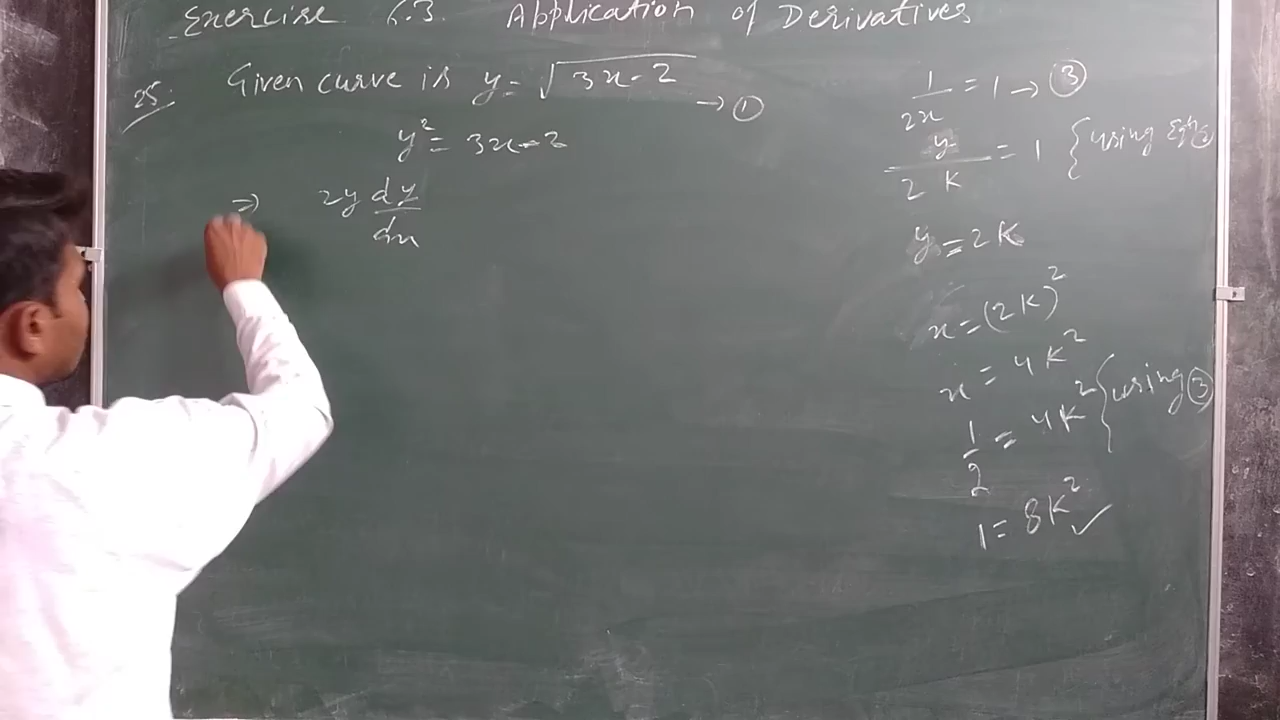 Exercise 6.3. Application of Derivatives
25. Given curve is y = √3x-2 → ①
y² = 3x-2
⇒ 2y dy/dx
1/2x = 1 → ③
y/2K = 1 {using Eqⁿ ②
y = 2K
x = (2K)²
x = 4K²
1/2 = 4K² {using ③
1 = 8K² ✓